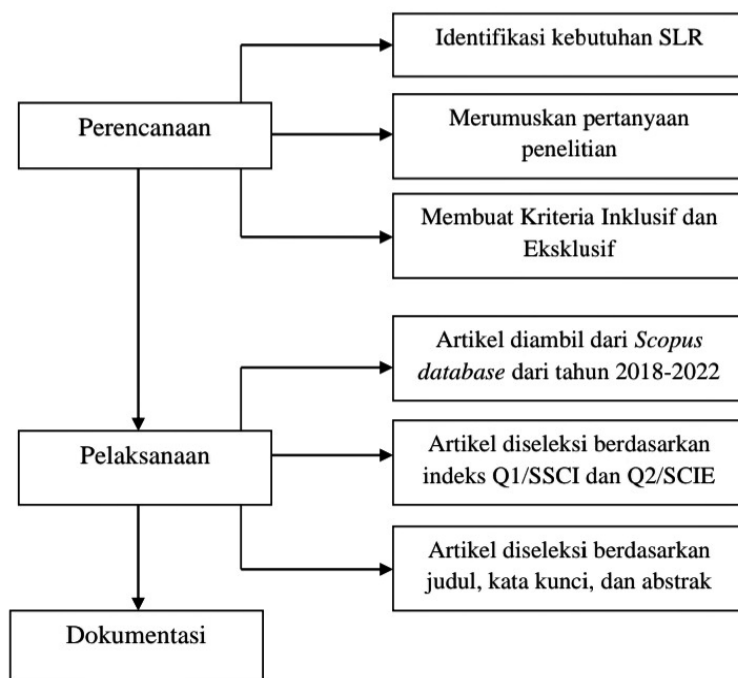 Identifikasi kebutuhan SLR
Perencanaan
Merumuskan pertanyaan
penelitian
Membuat Kriteria Inklusif dan
Eksklusif
Artikel diambil dari Scopus
database dari tahun 2018-2022
Pelaksanaan
Artikel diseleksi berdasarkan
indeks Q1/SSCI dan Q2/SCIE
Artikel diseleksi berdasarkan
judul, kata kunci, dan abstrak
Dokumentasi